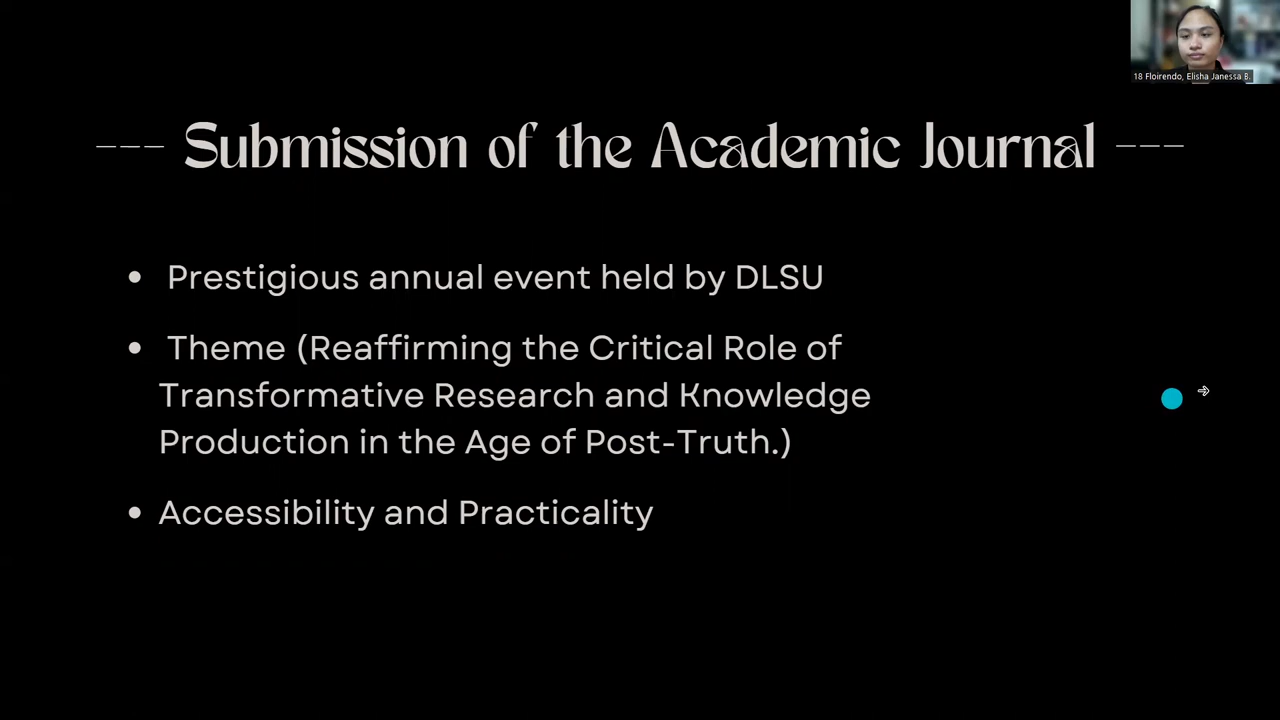 18 Floirendo, Elisha Janessa B.
--- Submission of the Academic Journal ---
• Prestigious annual event held by DLSU
• Theme (Reaffirming the Critical Role of
Transformative Research and Knowledge
Production in the Age of Post-Truth.)
• Accessibility and Practicality